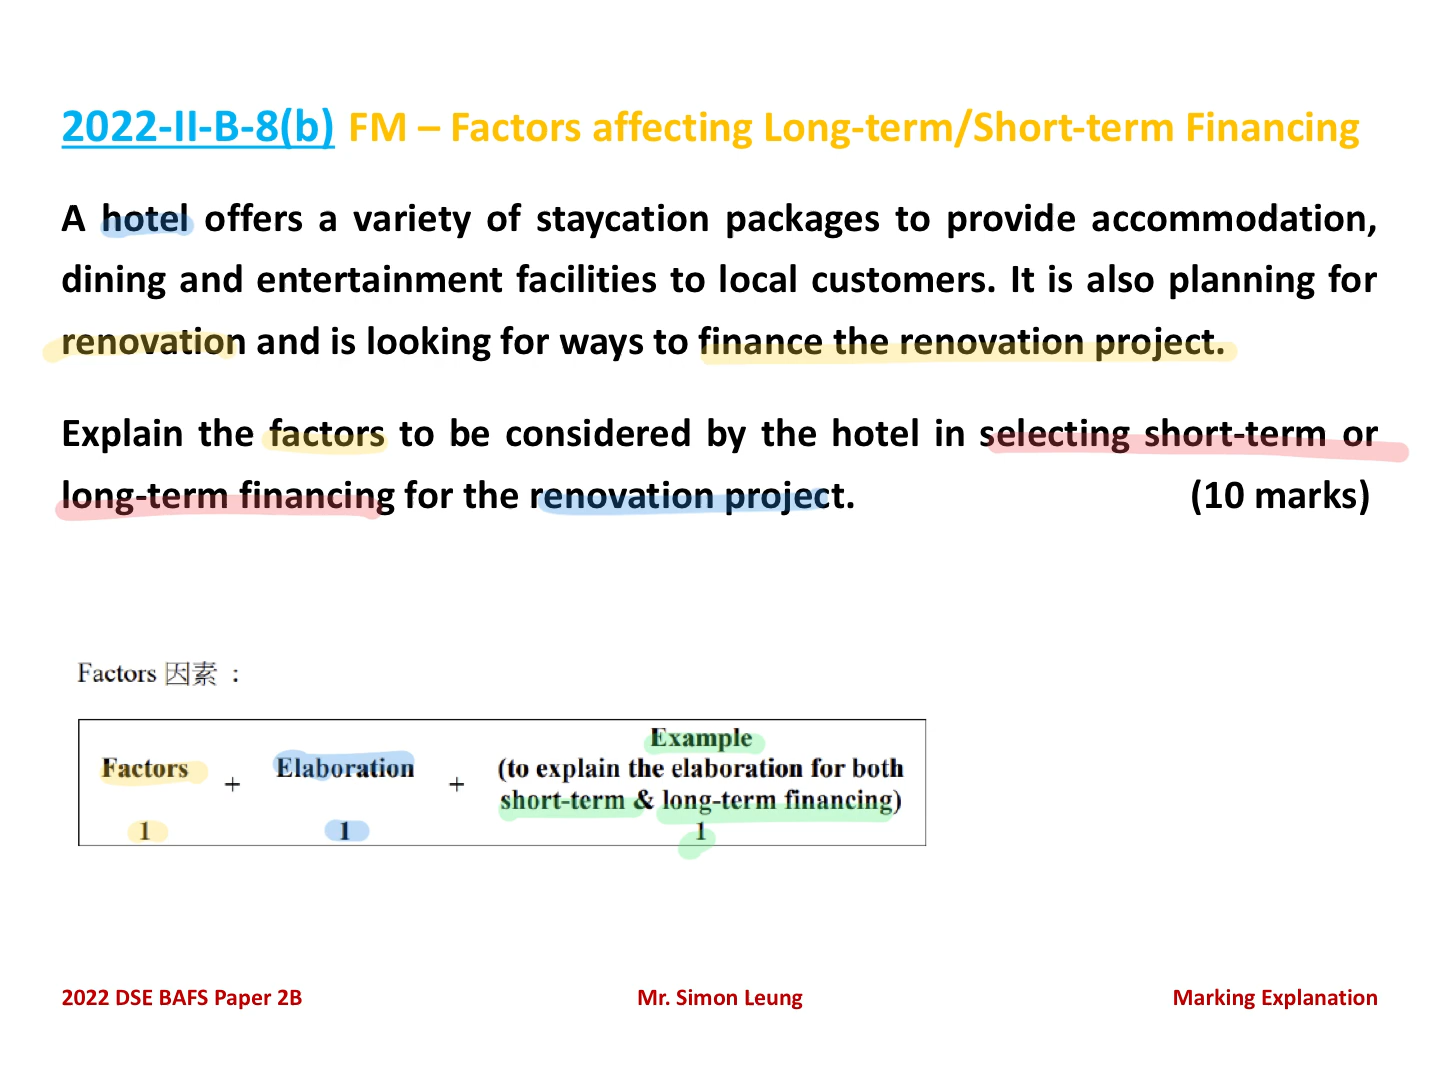 2022-II-B-8(b) FM – Factors affecting Long-term/Short-term Financing
A hotel offers a variety of staycation packages to provide accommodation,
dining and entertainment facilities to local customers. It is also planning for
renovation and is looking for ways to finance the renovation project.
Explain the factors to be considered by the hotel in selecting short-term or
long-term financing for the renovation project. (10 marks)
Factors 因素 :
Factors + Elaboration + Example
(to explain the elaboration for both
short-term & long-term financing)
1 1 1
2022 DSE BAFS Paper 2B Mr. Simon Leung Marking Explanation